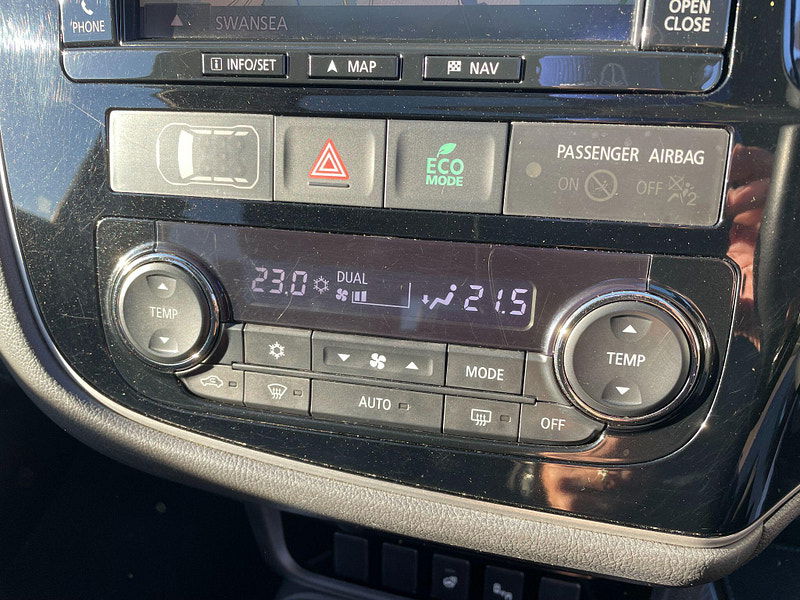 PHONE
SWANSEA
OPEN
CLOSE
i INFO/SET
MAP
NAV
ECO
MODE
PASSENGER AIRBAG
ON OFF 2
23.0 DUAL 21.5
TEMP
TEMP
MODE
AUTO
OFF